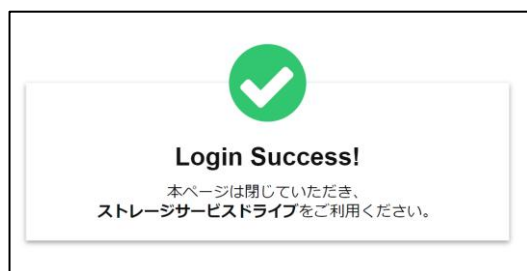 Login Success!
本ページは閉じていただき、
ストレージサービスドライブをご利用ください。